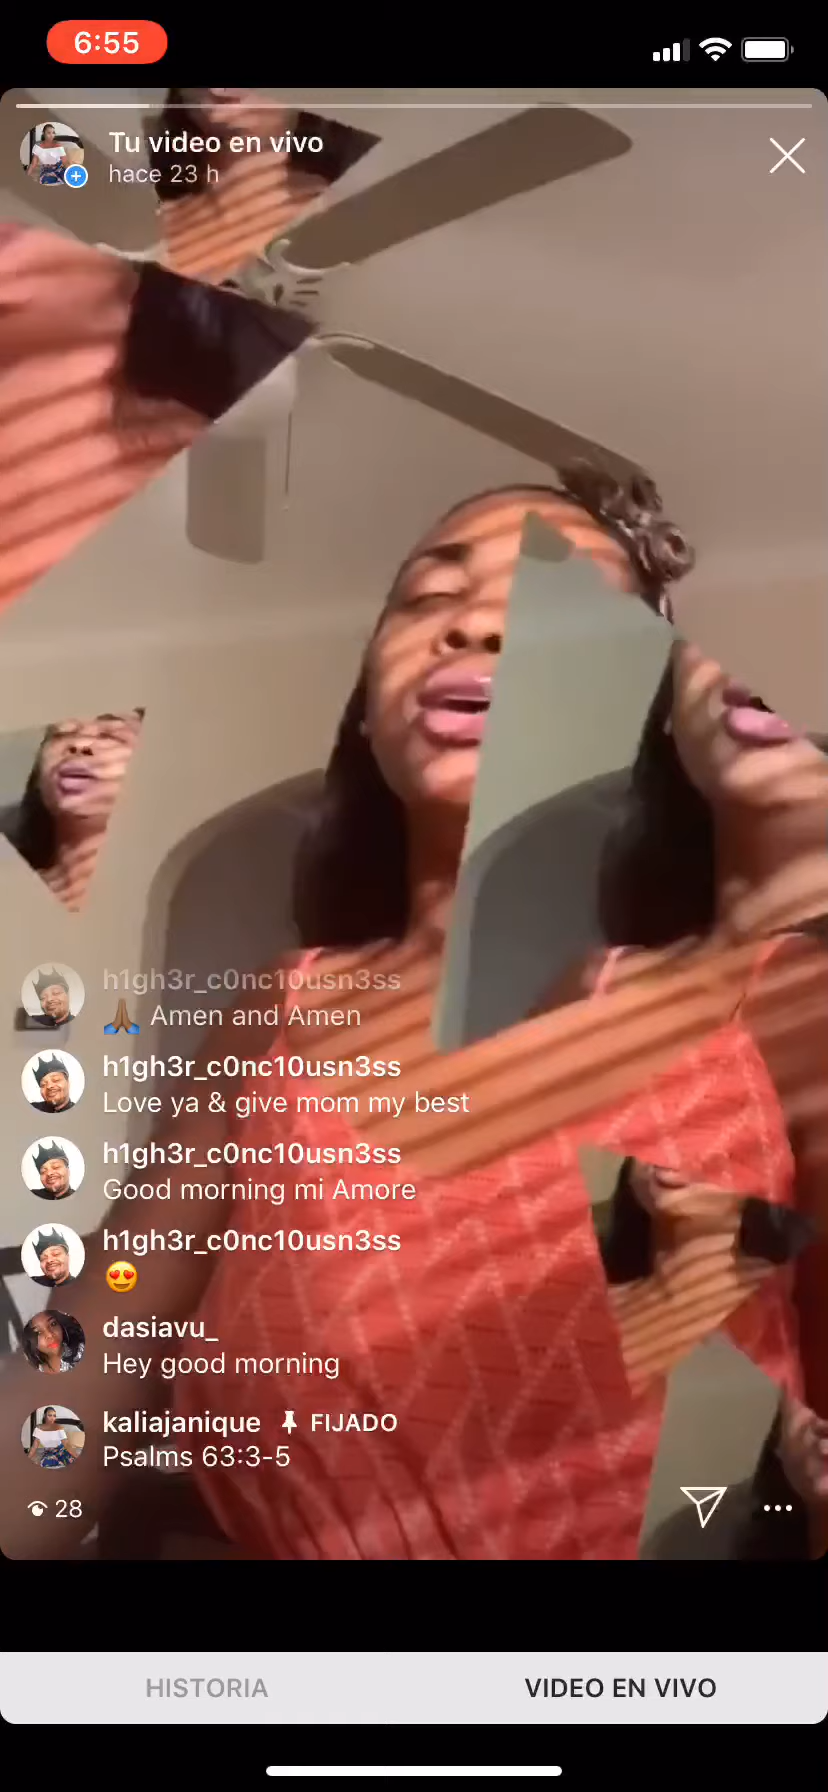 6:55
Tu video en vivo
hace 23 h
h1gh3r_c0nc10usn3ss
🙏🏾 Amen and Amen
h1gh3r_c0nc10usn3ss
Love ya & give mom my best
h1gh3r_c0nc10usn3ss
Good morning mi Amore
h1gh3r_c0nc10usn3ss
😍
dasiavu_
Hey good morning
kaliajanique 📌 FIJADO
Psalms 63:3-5
28
HISTORIA
VIDEO EN VIVO